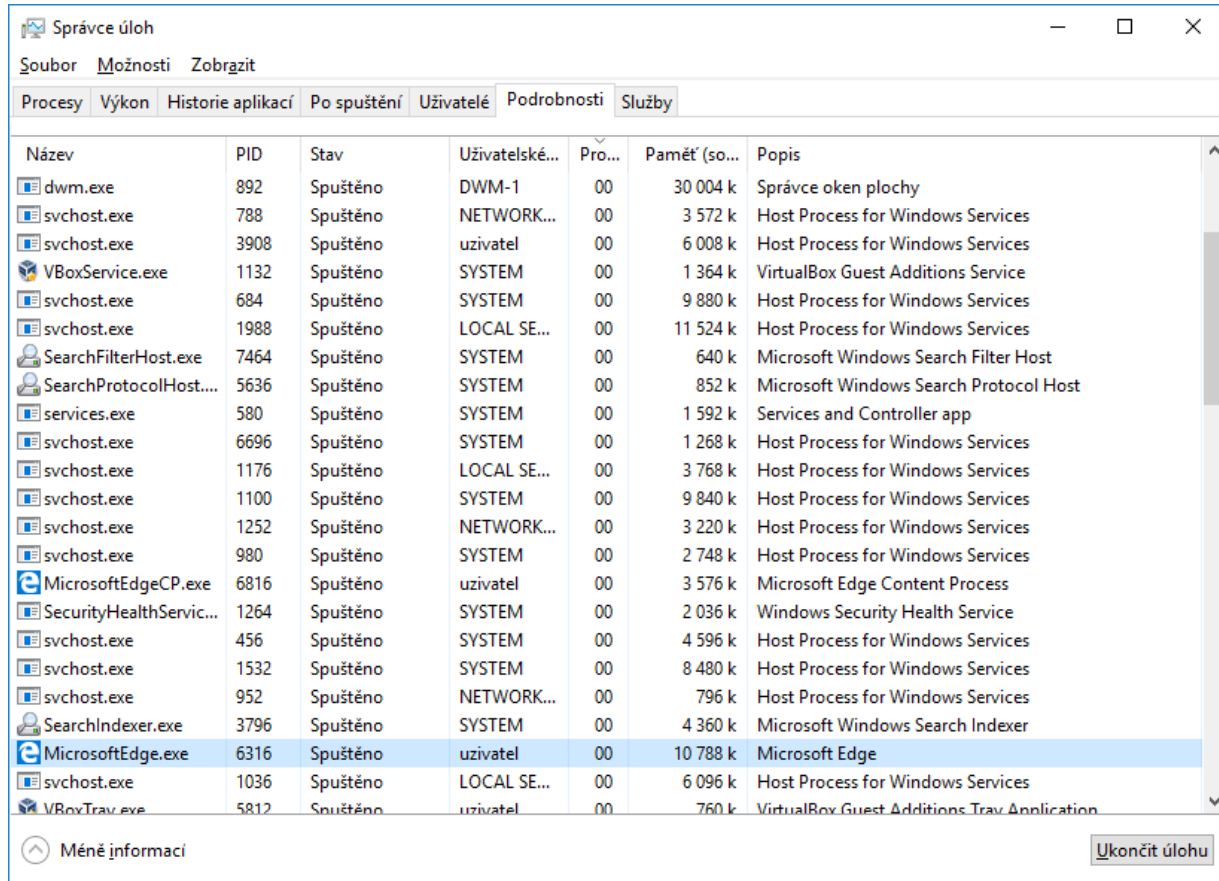 Správce úloh
Soubor Možnosti Zobrazit
Procesy Výkon Historie aplikací Po spuštění Uživatelé Podrobnosti Služby
Název PID Stav Uživatelské... Pro... Paměť (so... Popis
dwm.exe 892 Spuštěno DWM-1 00 30 004 k Správce oken plochy
svchost.exe 788 Spuštěno NETWORK... 00 3 572 k Host Process for Windows Services
svchost.exe 3908 Spuštěno uzivatel 00 6 008 k Host Process for Windows Services
VBoxService.exe 1132 Spuštěno SYSTEM 00 1 364 k VirtualBox Guest Additions Service
svchost.exe 684 Spuštěno SYSTEM 00 9 880 k Host Process for Windows Services
svchost.exe 1988 Spuštěno LOCAL SE... 00 11 524 k Host Process for Windows Services
SearchFilterHost.exe 7464 Spuštěno SYSTEM 00 640 k Microsoft Windows Search Filter Host
SearchProtocolHost.... 5636 Spuštěno SYSTEM 00 852 k Microsoft Windows Search Protocol Host
services.exe 580 Spuštěno SYSTEM 00 1 592 k Services and Controller app
svchost.exe 6696 Spuštěno SYSTEM 00 1 268 k Host Process for Windows Services
svchost.exe 1176 Spuštěno LOCAL SE... 00 3 768 k Host Process for Windows Services
svchost.exe 1100 Spuštěno SYSTEM 00 9 840 k Host Process for Windows Services
svchost.exe 1252 Spuštěno NETWORK... 00 3 220 k Host Process for Windows Services
svchost.exe 980 Spuštěno SYSTEM 00 2 748 k Host Process for Windows Services
MicrosoftEdgeCP.exe 6816 Spuštěno uzivatel 00 3 576 k Microsoft Edge Content Process
SecurityHealthServic... 1264 Spuštěno SYSTEM 00 2 036 k Windows Security Health Service
svchost.exe 456 Spuštěno SYSTEM 00 4 596 k Host Process for Windows Services
svchost.exe 1532 Spuštěno SYSTEM 00 8 480 k Host Process for Windows Services
svchost.exe 952 Spuštěno NETWORK... 00 796 k Host Process for Windows Services
SearchIndexer.exe 3796 Spuštěno SYSTEM 00 4 360 k Microsoft Windows Search Indexer
MicrosoftEdge.exe 6316 Spuštěno uzivatel 00 10 788 k Microsoft Edge
svchost.exe 1036 Spuštěno LOCAL SE... 00 6 096 k Host Process for Windows Services
VBoxTray.exe 5812 Spuštěno uzivatel 00 760 k VirtualBox Guest Additions Tray Application
Méně informací Ukončit úlohu